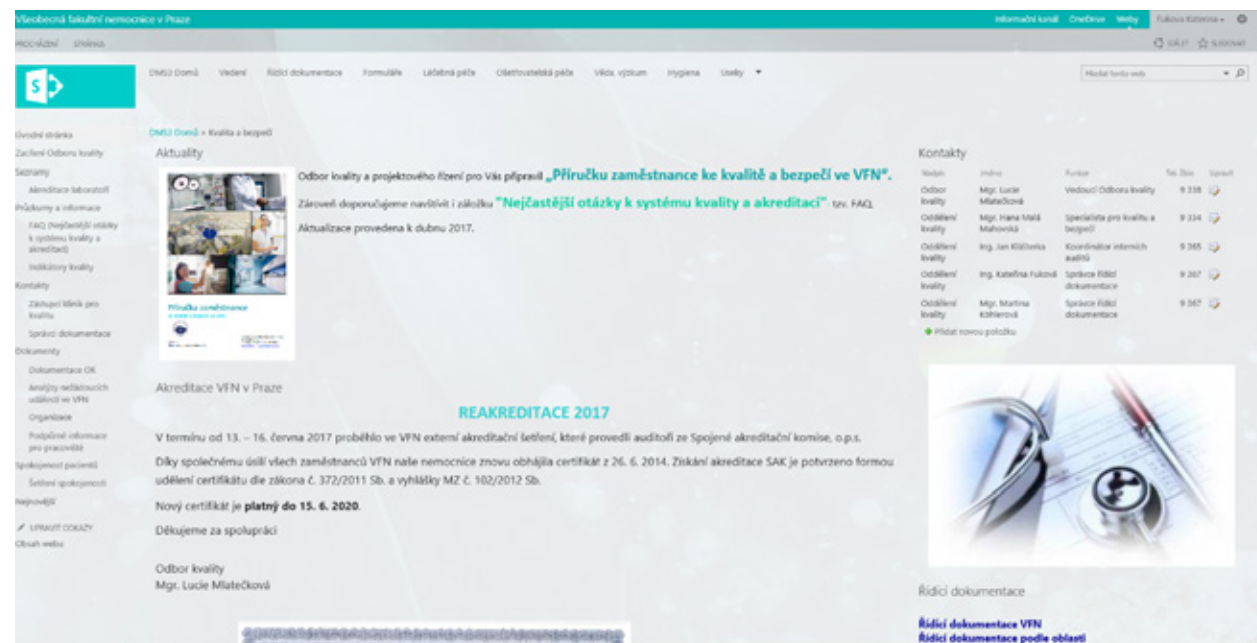 Všeobecná fakultní nemocnice v Praze
Informační kanál OneDrive Weby Fuková Kateřina
PROCHÁZENÍ STRÁNKA
SDÍLET SLEDOVAT
DMS3 Domů Vedení Řídící dokumentace Formuláře Léčebná péče Ošetřovatelská péče Věda, výzkum Hygiena Úseky
Hledat tento web
S
Úvodní stránka
Zacílení Odboru kvality
Seznamy
Akreditace laboratoří
Průzkumy a informace
FAQ (Nejčastější otázky
k systému kvality a
akreditaci)
Indikátory kvality
Kontakty
Zástupci klinik pro
kvalitu
Správci dokumentace
Dokumenty
Dokumentace OK
Analýzy nežádoucích
událostí ve VFN
Organizace
Podpůrné informace
pro pracoviště
Spokojenost pacientů
Šetření spokojenosti
Nejnovější
UPRAVIT ODKAZY
Obsah webu
DMS3 Domů » Kvalita a bezpečí
Aktuality
Příručka zaměstnance
Odbor kvality a projektového řízení pro Vás připravil „Příručku zaměstnance ke kvalitě a bezpečí ve VFN".
Zároveň doporučujeme navštívit i záložku "Nejčastější otázky k systému kvality a akreditací" tzv. FAQ.
Aktualizace provedena k dubnu 2017.
Akreditace VFN v Praze
REAKREDITACE 2017
V termínu od 13. – 16. června 2017 proběhlo ve VFN externí akreditační šetření, které provedli auditoři ze Spojené akreditační komise, o.p.s.
Díky společnému úsilí všech zaměstnanců VFN naše nemocnice znovu obhájila certifikát z 26. 6. 2014. Získání akreditace SAK je potvrzeno formou
udělení certifikátu dle zákona č. 372/2011 Sb. a vyhlášky MZ č. 102/2012 Sb.
Nový certifikát je platný do 15. 6. 2020.
Děkujeme za spolupráci
Odbor kvality
Mgr. Lucie Mlatečková
Kontakty
Nadpis Jméno Funkce Tel. číslo Upravit
Odbor kvality Mgr. Lucie Mlatečková Vedoucí Odboru kvality 9 338
Oddělení kvality Mgr. Hana Malá Mahovská Specialista pro kvalitu a bezpečí 9 334
Oddělení kvality Ing. Jan Koordinátor interních auditů 9 365
Oddělení kvality Ing. Kateřina Fuková Správce řídící dokumentace 9 367
Oddělení kvality Mgr. Martina Köhlerová Správce řídící dokumentace 9 367
Přidat novou položku
Řídící dokumentace
Řídící dokumentace VFN
Řídící dokumentace podle oblastí